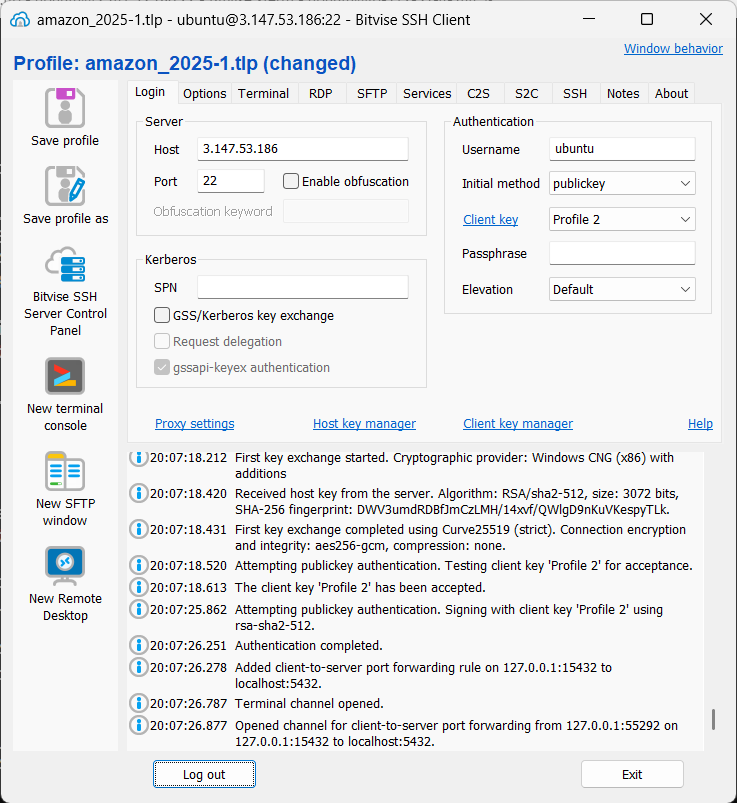 amazon_2025-1.tlp - ubuntu@3.147.53.186:22 - Bitvise SSH Client
Window behavior
Profile: amazon_2025-1.tlp (changed)
Save profile
Save profile as
Bitvise SSH
Server Control
Panel
New terminal
console
New SFTP
window
New Remote
Desktop
Login Options Terminal RDP SFTP Services C2S S2C SSH Notes About
Server
Host 3.147.53.186
Port 22 Enable obfuscation
Obfuscation keyword
Kerberos
SPN
GSS/Kerberos key exchange
Request delegation
gssapi-keyex authentication
Authentication
Username ubuntu
Initial method publickey
Client key Profile 2
Passphrase
Elevation Default
Proxy settings Host key manager Client key manager Help
20:07:18.212 First key exchange started. Cryptographic provider: Windows CNG (x86) with
additions
20:07:18.420 Received host key from the server. Algorithm: RSA/sha2-512, size: 3072 bits,
SHA-256 fingerprint: DWV3umdRDBfJmCzLMH/14xvf/QWlgD9nKuVKespyTLk.
20:07:18.431 First key exchange completed using Curve25519 (strict). Connection encryption
and integrity: aes256-gcm, compression: none.
20:07:18.520 Attempting publickey authentication. Testing client key 'Profile 2' for acceptance.
20:07:18.613 The client key 'Profile 2' has been accepted.
20:07:25.862 Attempting publickey authentication. Signing with client key 'Profile 2' using
rsa-sha2-512.
20:07:26.251 Authentication completed.
20:07:26.278 Added client-to-server port forwarding rule on 127.0.0.1:15432 to
localhost:5432.
20:07:26.787 Terminal channel opened.
20:07:26.877 Opened channel for client-to-server port forwarding from 127.0.0.1:55292 on
127.0.0.1:15432 to localhost:5432.
Log out Exit